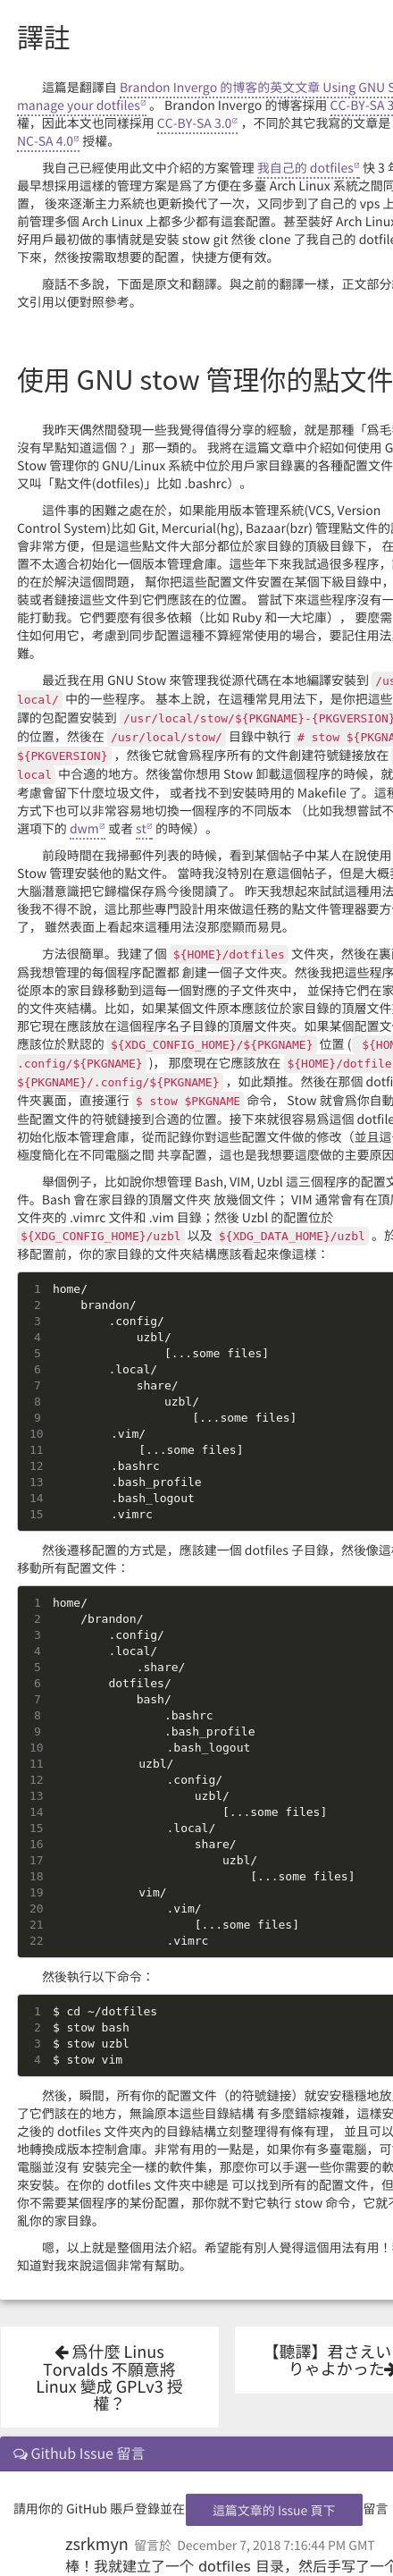 譯註
這篇是翻譯自 Brandon Invergo 的博客的英文文章 Using GNU S
manage your dotfiles 。 Brandon Invergo 的博客採用 CC-BY-SA 3
權，因此本文也同樣採用 CC-BY-SA 3.0 ，不同於其它我寫的文章是
NC-SA 4.0 授權。
我自己已經使用此文中介紹的方案管理 我自己的 dotfiles 快 3 年
最早想採用這樣的管理方案是爲了方便在多臺 Arch Linux 系統之間同
置， 後來逐漸主力系統也更新換代了一次，又同步到了自己的 vps 上
前管理多個 Arch Linux 上都多少都有這套配置。甚至裝好 Arch Linu
好用戶最初做的事情就是安裝 stow git 然後 clone 了我自己的 dotfile
下來，然後按需取想要的配置，快捷方便有效。
廢話不多說，下面是原文和翻譯。與之前的翻譯一樣，正文部分
文引用以便對照參考。
使用 GNU stow 管理你的點文件
我昨天偶然間發現一些我覺得值得分享的經驗，就是那種「爲毛
沒有早點知道這個？」那一類的。 我將在這篇文章中介紹如何使用 G
Stow 管理你的 GNU/Linux 系統中位於用戶家目錄裏的各種配置文件
又叫「點文件(dotfiles)」比如 .bashrc）。
這件事的困難之處在於，如果能用版本管理系統(VCS, Version
Control System)比如 Git, Mercurial(hg), Bazaar(bzr) 管理點文件的
會非常方便，但是這些點文件大部分都位於家目錄的頂級目錄下， 在
置不太適合初始化一個版本管理倉庫。這些年下來我試過很多程序，
的在於解決這個問題， 幫你把這些配置文件安置在某個下級目錄中，
裝或者鏈接這些文件到它們應該在的位置。 嘗試下來這些程序沒有一
能打動我。它們要麼有很多依賴（比如 Ruby 和一大坨庫）， 要麼需
住如何用它，考慮到同步配置這種不算經常使用的場合，要記住用法
難。
最近我在用 GNU Stow 來管理我從源代碼在本地編譯安裝到 /us
local/ 中的一些程序。 基本上說，在這種常見用法下，是你把這些
譯的包配置安裝到 /usr/local/stow/${PKGNAME}-{PKGVERSION}
的位置，然後在 /usr/local/stow/ 目錄中執行 # stow ${PKGNA
${PKGVERSION} ，然後它就會爲程序所有的文件創建符號鏈接放在
local 中合適的地方。然後當你想用 Stow 卸載這個程序的時候，就
考慮會留下什麼垃圾文件， 或者找不到安裝時用的 Makefile 了。這種
方式下也可以非常容易地切換一個程序的不同版本 （比如我想嘗試不
選項下的 dwm 或者 st 的時候）。
前段時間在我掃郵件列表的時候，看到某個帖子中某人在說使用
Stow 管理安裝他的點文件。 當時我沒特別在意這個帖子，但是大概
大腦潛意識把它歸檔保存爲今後閱讀了。 昨天我想起來試試這種用法
後我不得不說，這比那些專門設計用來做這任務的點文件管理器要方
了， 雖然表面上看起來這種用法沒那麼顯而易見。
方法很簡單。我建了個 ${HOME}/dotfiles 文件夾，然後在裏
爲我想管理的每個程序配置都 創建一個子文件夾。然後我把這些程序
從原本的家目錄移動到這每一個對應的子文件夾中， 並保持它們在家
的文件夾結構。比如，如果某個文件原本應該位於家目錄的頂層文件
那它現在應該放在這個程序名子目錄的頂層文件夾。如果某個配置文
應該位於默認的 ${XDG_CONFIG_HOME}/${PKGNAME} 位置 ( ${HOM
.config/${PKGNAME} )， 那麼現在它應該放在 ${HOME}/dotfile
${PKGNAME}/.config/${PKGNAME} ，如此類推。然後在那個 dotfi
件夾裏面，直接運行 $ stow $PKGNAME 命令， Stow 就會爲你自動
些配置文件的符號鏈接到合適的位置。接下來就很容易爲這個 dotfile
初始化版本管理倉庫，從而記錄你對這些配置文件做的修改（並且這
極度簡化在不同電腦之間 共享配置，這也是我想要這麼做的主要原因
舉個例子，比如說你想管理 Bash, VIM, Uzbl 這三個程序的配置文
件。Bash 會在家目錄的頂層文件夾 放幾個文件； VIM 通常會有在頂
文件夾的 .vimrc 文件和 .vim 目錄；然後 Uzbl 的配置位於
${XDG_CONFIG_HOME}/uzbl 以及 ${XDG_DATA_HOME}/uzbl 。於
移配置前，你的家目錄的文件夾結構應該看起來像這樣：
1 home/
2 brandon/
3 .config/
4 uzbl/
5 [...some files]
6 .local/
7 share/
8 uzbl/
9 [...some files]
10 .vim/
11 [...some files]
12 .bashrc
13 .bash_profile
14 .bash_logout
15 .vimrc
然後遷移配置的方式是，應該建一個 dotfiles 子目錄，然後像這
移動所有配置文件：
1 home/
2 /brandon/
3 .config/
4 .local/
5 .share/
6 dotfiles/
7 bash/
8 .bashrc
9 .bash_profile
10 .bash_logout
11 uzbl/
12 .config/
13 uzbl/
14 [...some files]
15 .local/
16 share/
17 uzbl/
18 [...some files]
19 vim/
20 .vim/
21 [...some files]
22 .vimrc
然後執行以下命令：
1 $ cd ~/dotfiles
2 $ stow bash
3 $ stow uzbl
4 $ stow vim
然後，瞬間，所有你的配置文件（的符號鏈接）就安安穩穩地放
了它們該在的地方，無論原本這些目錄結構 有多麼錯綜複雜，這樣安
之後的 dotfiles 文件夾內的目錄結構立刻整理得有條有理， 並且可以
地轉換成版本控制倉庫。非常有用的一點是，如果你有多臺電腦，可
電腦並沒有 安裝完全一樣的軟件集，那麼你可以手選一些你需要的軟
來安裝。在你的 dotfiles 文件夾中總是 可以找到所有的配置文件，但
你不需要某個程序的某份配置，那你就不對它執行 stow 命令，它就不
亂你的家目錄。
嗯，以上就是整個用法介紹。希望能有別人覺得這個用法有用！
知道對我來說這個非常有幫助。
爲什麼 Linus
Torvalds 不願意將
Linux 變成 GPLv3 授
權？
【聽譯】君さえい
りゃよかった
Github Issue 留言
請用你的 GitHub 賬戶登錄並在 這篇文章的 Issue 頁下 留言
zsrkmyn 留言於 December 7, 2018 7:16:44 PM GMT
棒！我就建立了一个 dotfiles 目录，然后手写了一个